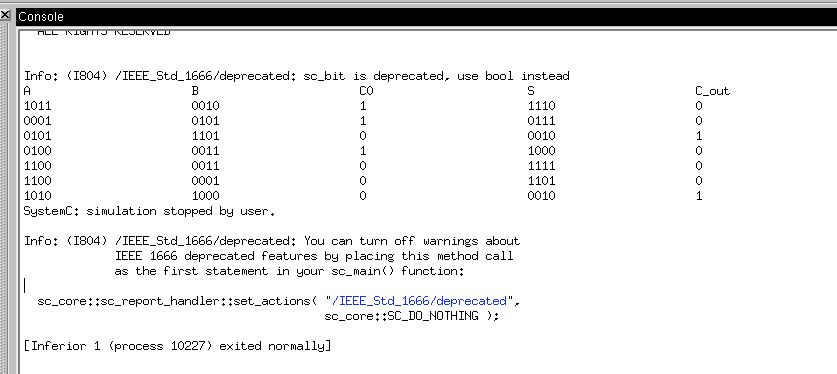 Console
ALL RIGHTS RESERVED
Info: (I804) /IEEE_Std_1666/deprecated: sc_bit is deprecated, use bool instead
A B C0 S C_out
1011 0010 1 1110 0
0001 0101 1 0111 0
0101 1101 0 0010 1
0100 0011 1 1000 0
1100 0011 0 1111 0
1100 0001 0 1101 0
1010 1000 0 0010 1
SystemC: simulation stopped by user.
Info: (I804) /IEEE_Std_1666/deprecated: You can turn off warnings about
IEEE 1666 deprecated features by placing this method call
as the first statement in your sc_main() function:
sc_core::sc_report_handler::set_actions( "/IEEE_Std_1666/deprecated",
sc_core::SC_DO_NOTHING );
[Inferior 1 (process 10227) exited normally]